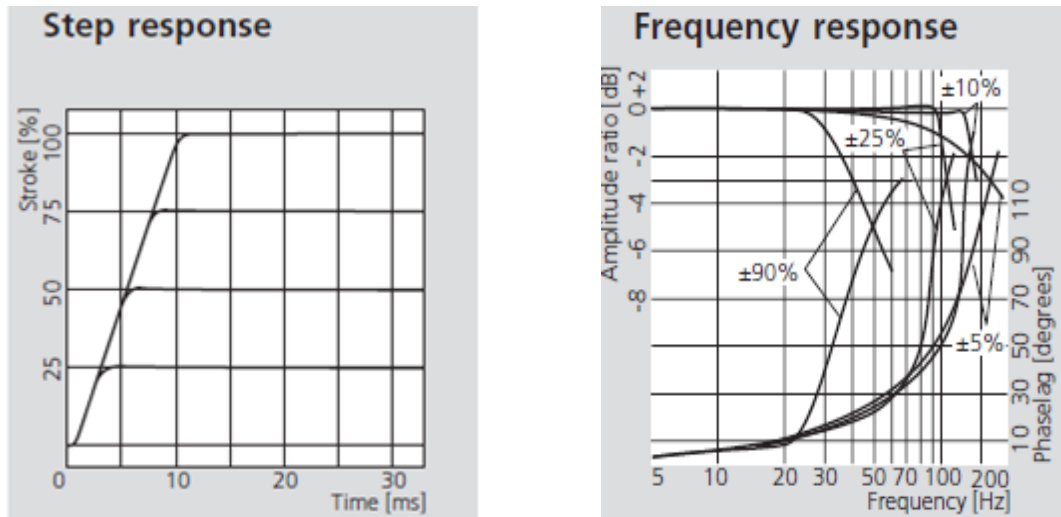 Step response
Stroke [%]
100
75
50
25
0 10 20 30
Time [ms]
Frequency response
Amplitude ratio [dB]
0 +2
-2
-4
-6
-8
±10%
±25%
±90%
±5%
110
90
70
50
30
10
Phaselag [degrees]
5 10 20 30 50 70 100 200
Frequency [Hz]